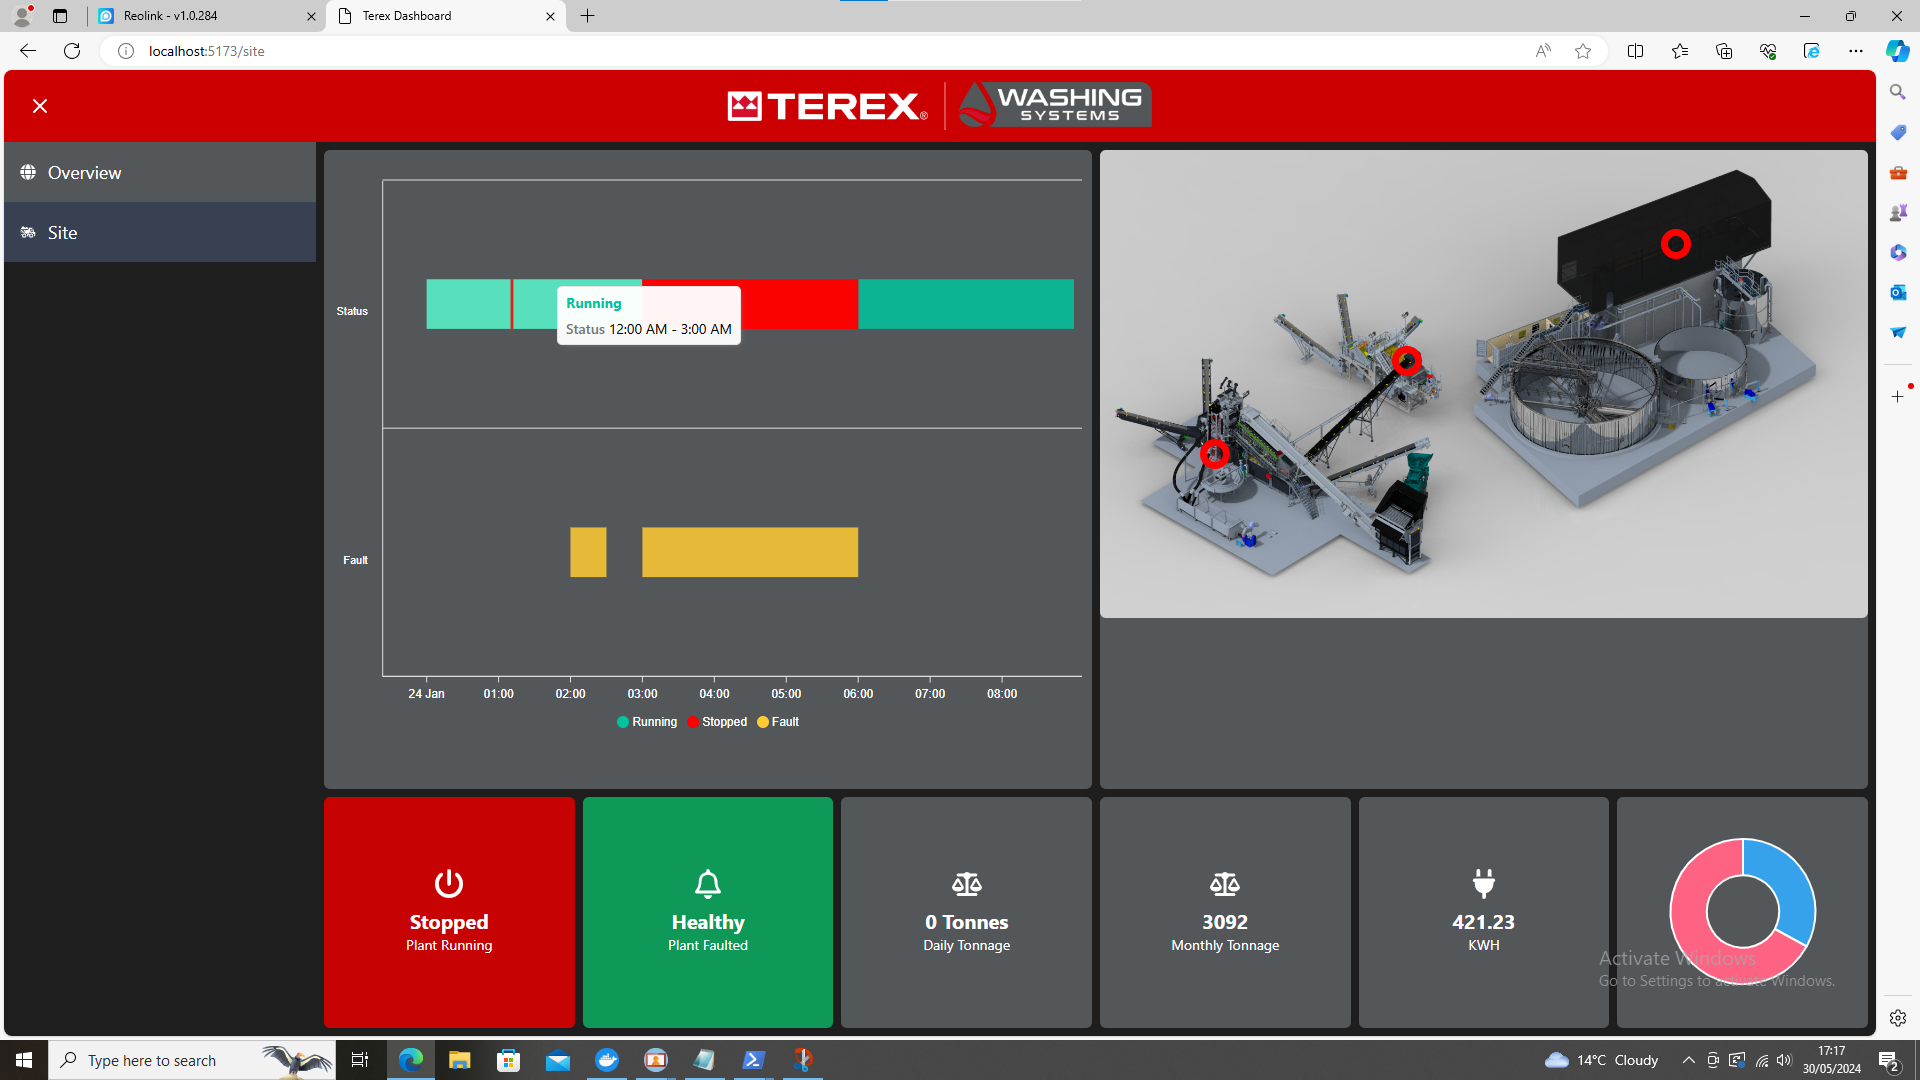 Reolink - v1.0.284
Terex Dashboard
localhost:5173/site
TEREX®
WASHING
SYSTEMS
Overview
Site
Status
Running
Status 12:00 AM - 3:00 AM
Fault
24 Jan 01:00 02:00 03:00 04:00 05:00 06:00 07:00 08:00
Running Stopped Fault
Stopped
Plant Running
Healthy
Plant Faulted
0 Tonnes
Daily Tonnage
3092
Monthly Tonnage
421.23
KWH
Activate Windows
Go to Settings to activate Windows.
Type here to search
14°C Cloudy
17:17
30/05/2024
2